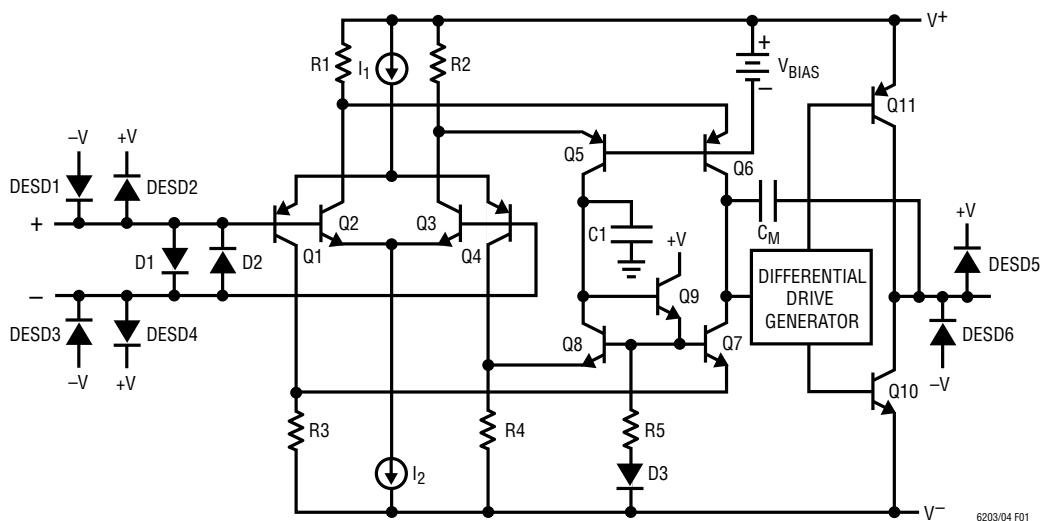 V+
R1
I1
R2
+
VBIAS
–
Q11
–V
+V
Q5
Q6
DESD1
DESD2
Q2
Q3
CM
+V
+
C1
DESD5
D1
D2
Q1
Q4
+V
DIFFERENTIAL
DRIVE
GENERATOR
–
Q9
DESD3
DESD4
Q8
Q7
DESD6
–V
+V
–V
Q10
R3
R4
R5
I2
D3
V–
6203/04 F01